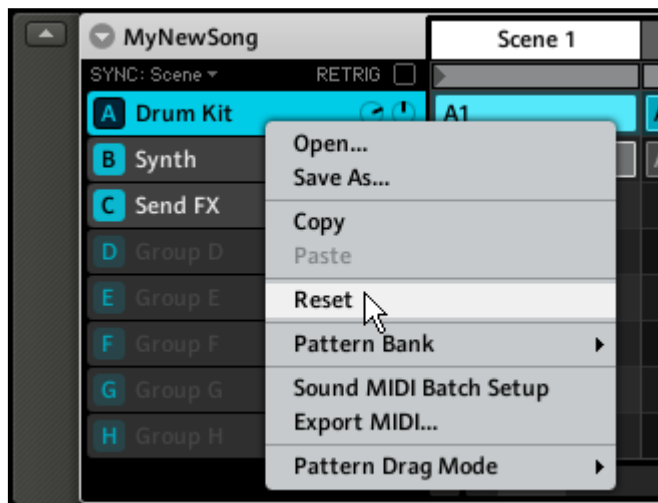 MyNewSong
Scene 1
SYNC: Scene
RETRIG
A Drum Kit
A1
B Synth
C Send FX
D Group D
E Group E
F Group F
G Group G
H Group H
Open...
Save As...
Copy
Paste
Reset
Pattern Bank
Sound MIDI Batch Setup
Export MIDI...
Pattern Drag Mode